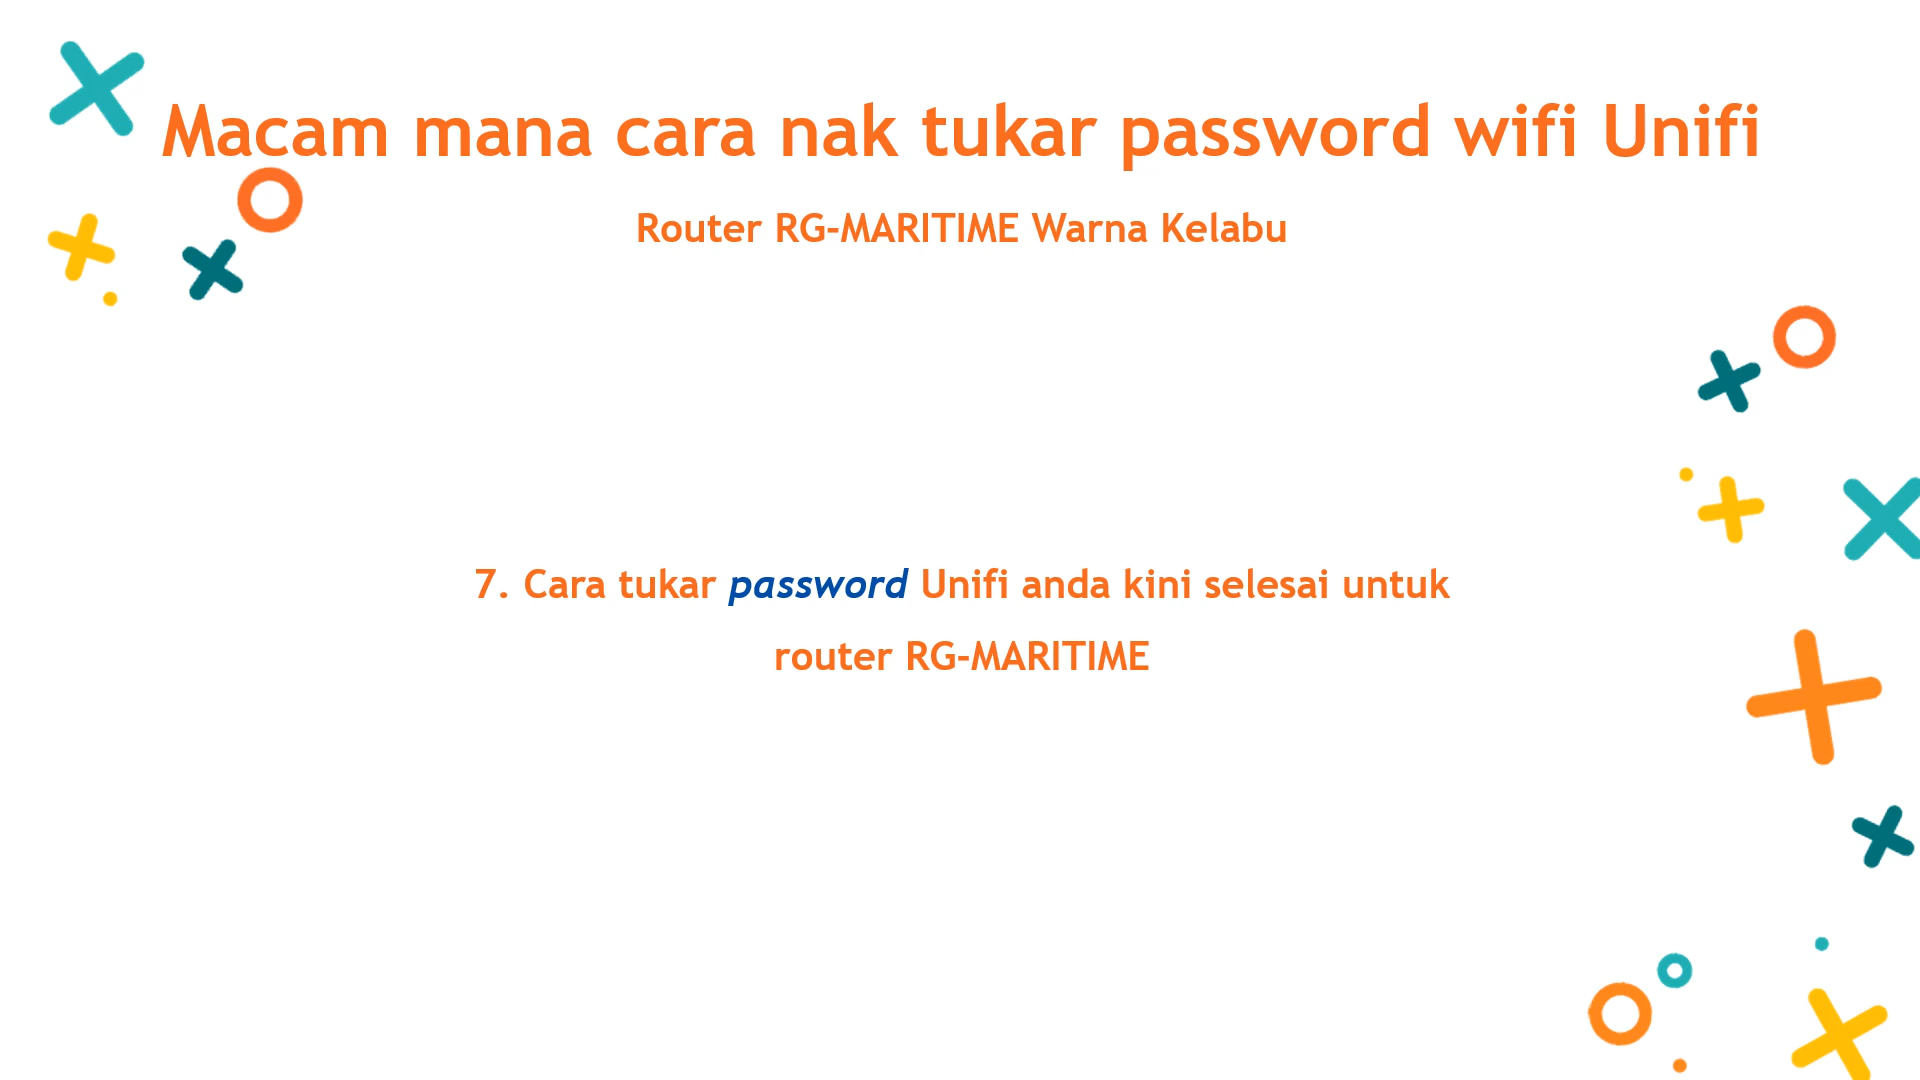 Macam mana cara nak tukar password wifi Unifi
Router RG-MARITIME Warna Kelabu
7. Cara tukar password Unifi anda kini selesai untuk
router RG-MARITIME